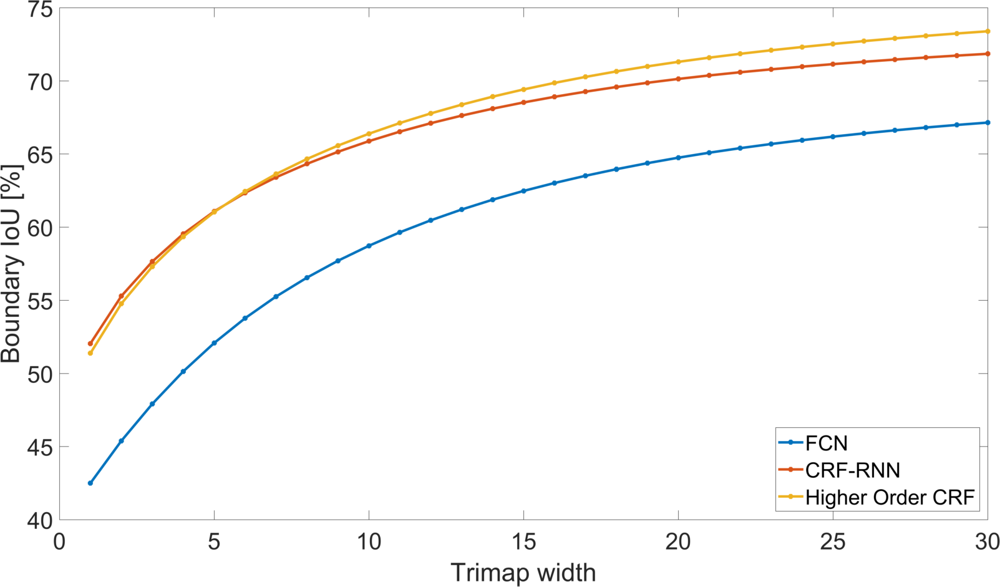 75
70
65
60
55
50
45
40
Boundary IoU [%]
0 5 10 15 20 25 30
Trimap width
FCN
CRF-RNN
Higher Order CRF